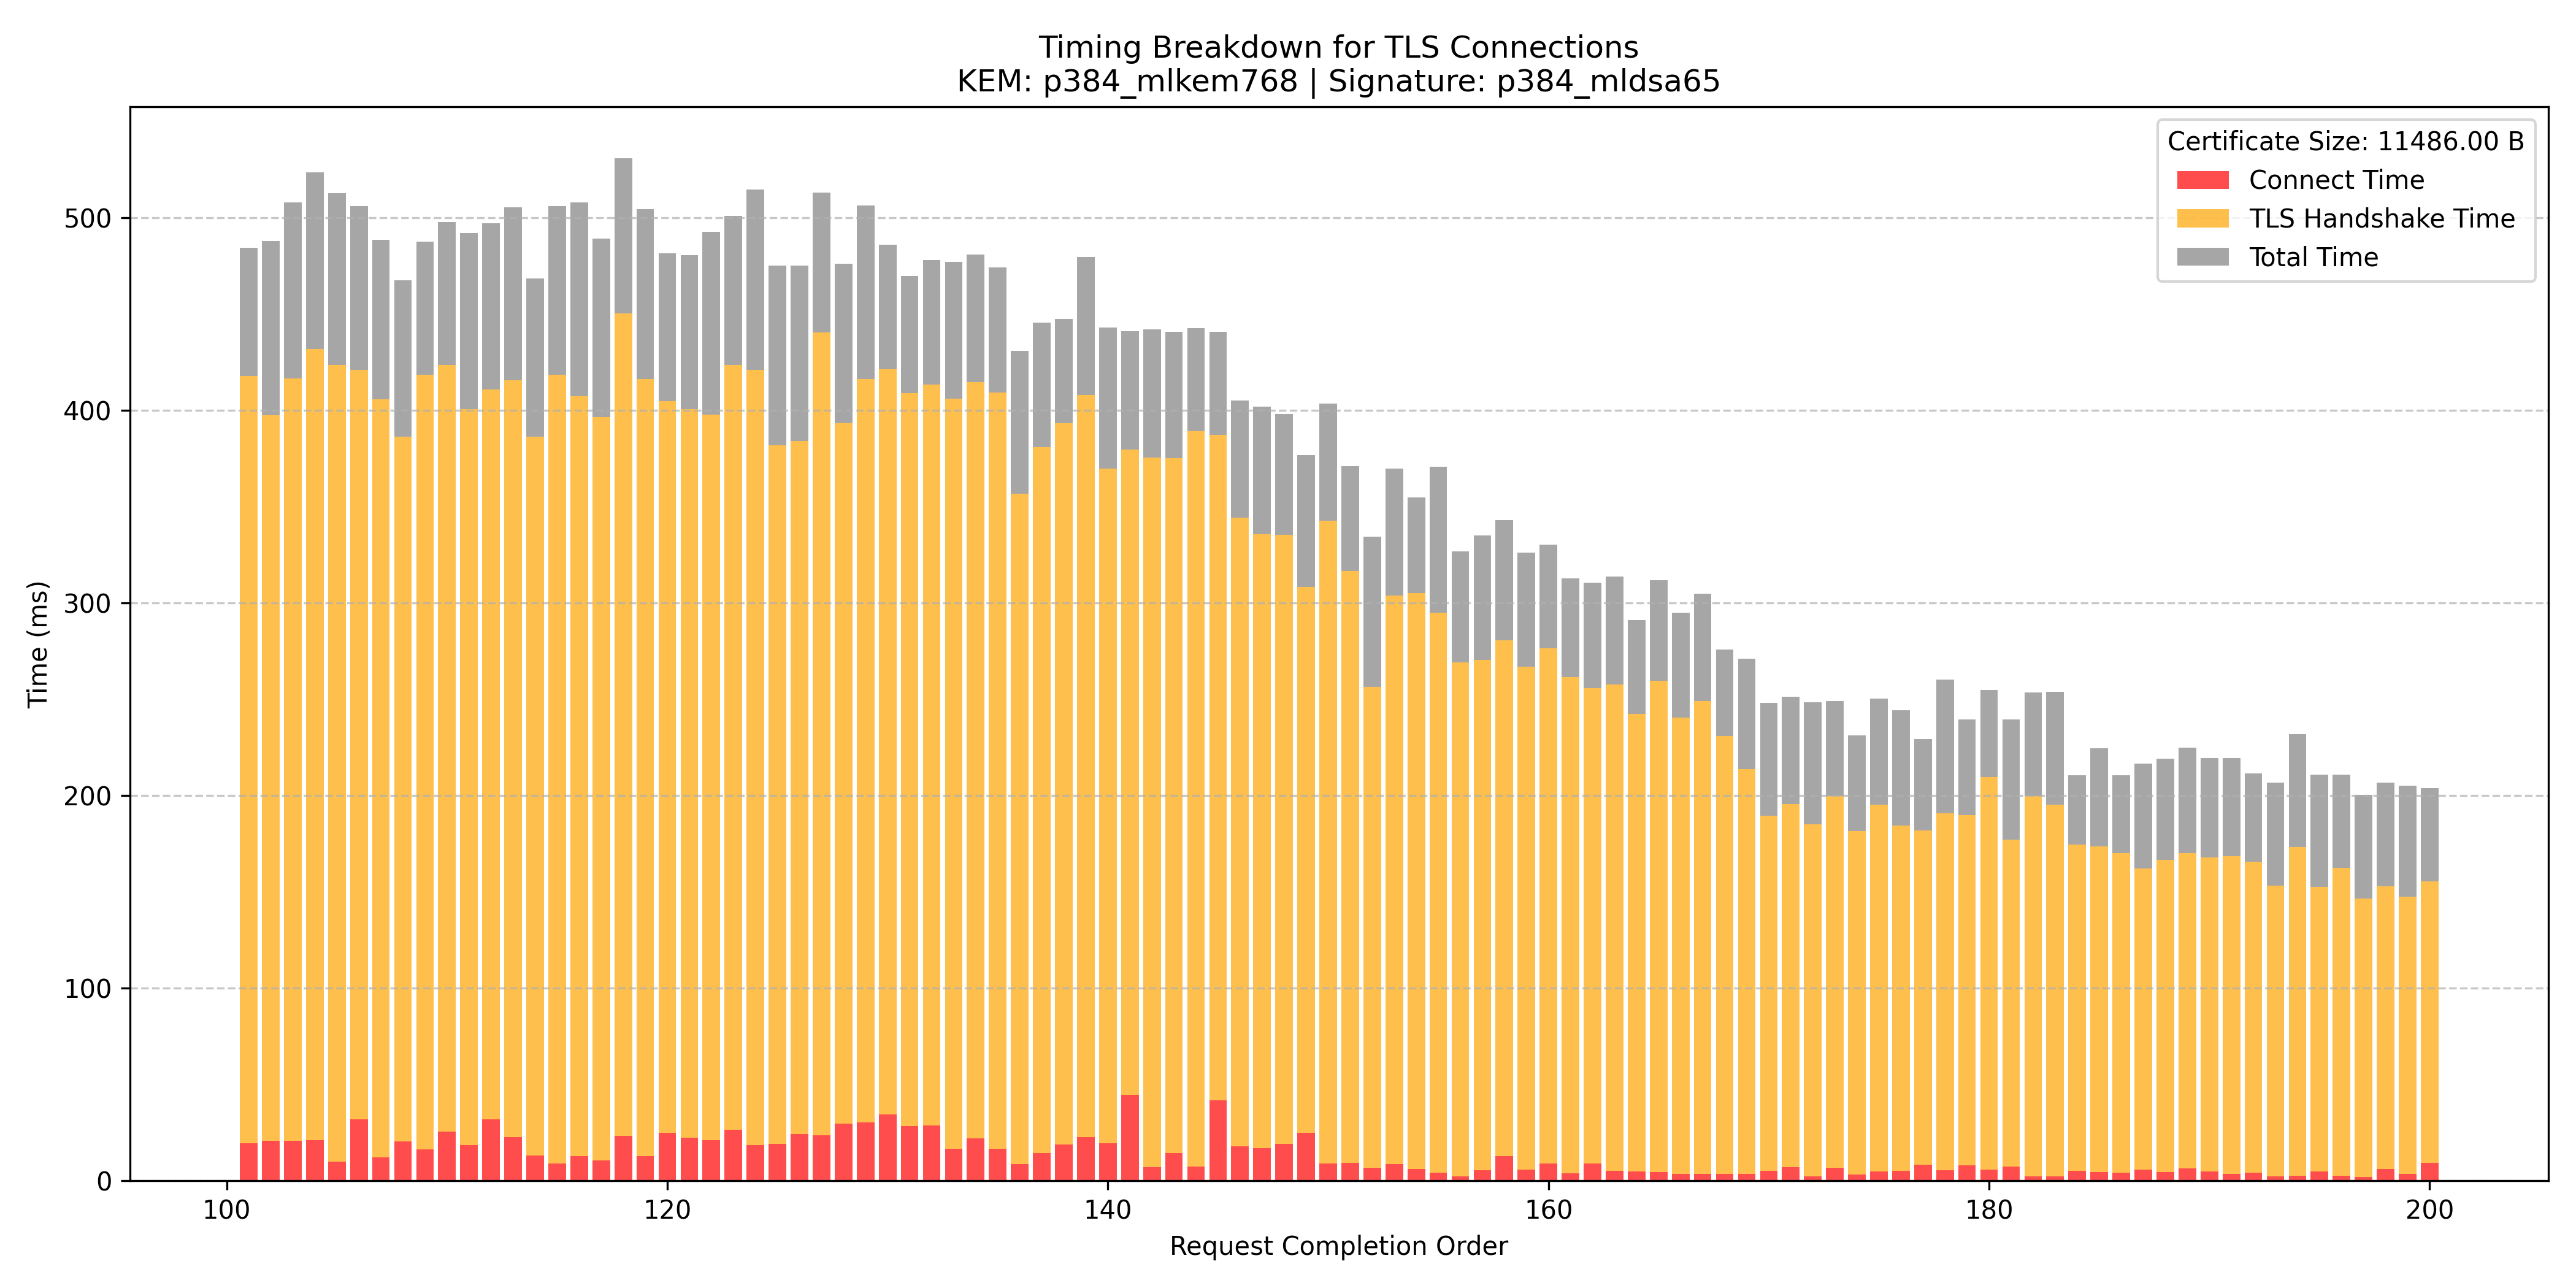 Timing Breakdown for TLS Connections
KEM: p384_mlkem768 | Signature: p384_mldsa65
Certificate Size: 11486.00 B
Connect Time
TLS Handshake Time
Total Time
Time (ms)
500
400
300
200
100
0
100 120 140 160 180 200
Request Completion Order